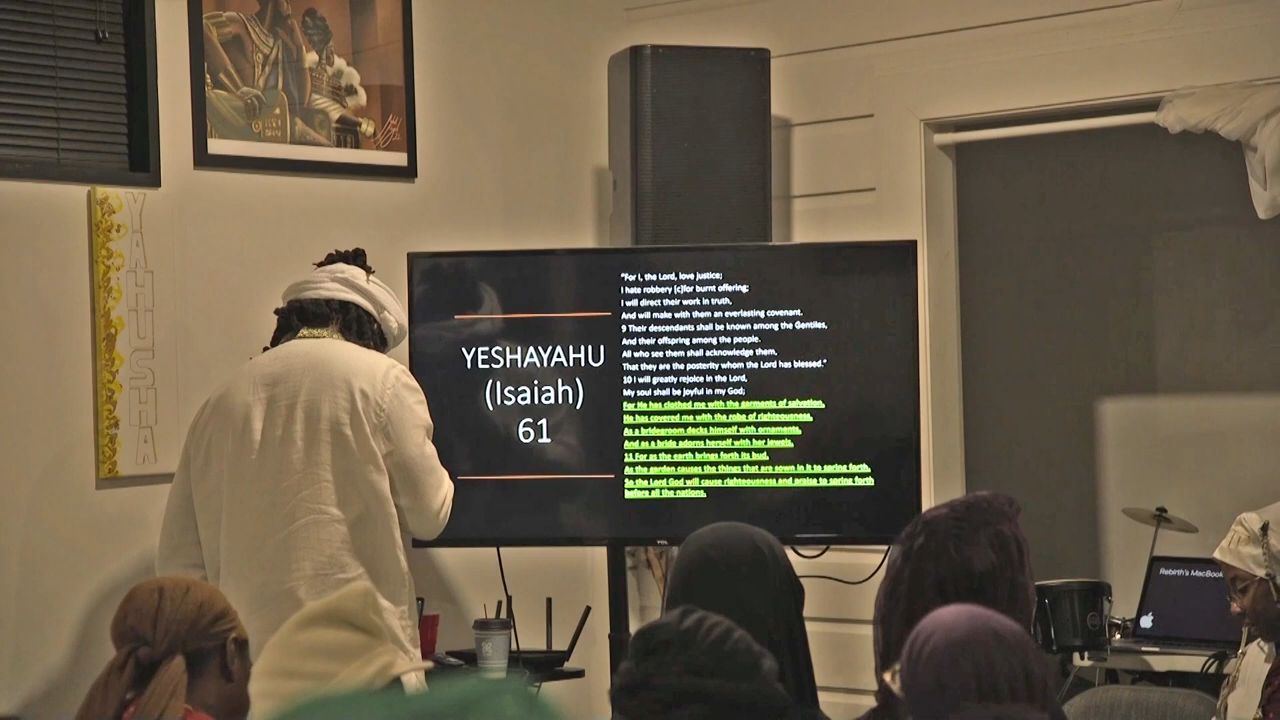 YAHUSHA
YESHAYAHU
(Isaiah)
61
"For I, the Lord, love justice;
I hate robbery [c]for burnt offering;
I will direct their work in truth,
And will make with them an everlasting covenant.
9 Their descendants shall be known among the Gentiles,
And their offspring among the people.
All who see them shall acknowledge them,
That they are the posterity whom the Lord has blessed."
10 I will greatly rejoice in the Lord,
My soul shall be joyful in my God;
For He has clothed me with the garments of salvation,
He has covered me with the robe of righteousness,
As a bridegroom decks himself with ornaments,
And as a bride adorns herself with her jewels.
11 For as the earth brings forth its bud,
As the garden causes the things that are sown in it to spring forth,
So the Lord God will cause righteousness and praise to spring forth
before all the nations.
TCL
Rebirth's MacBook